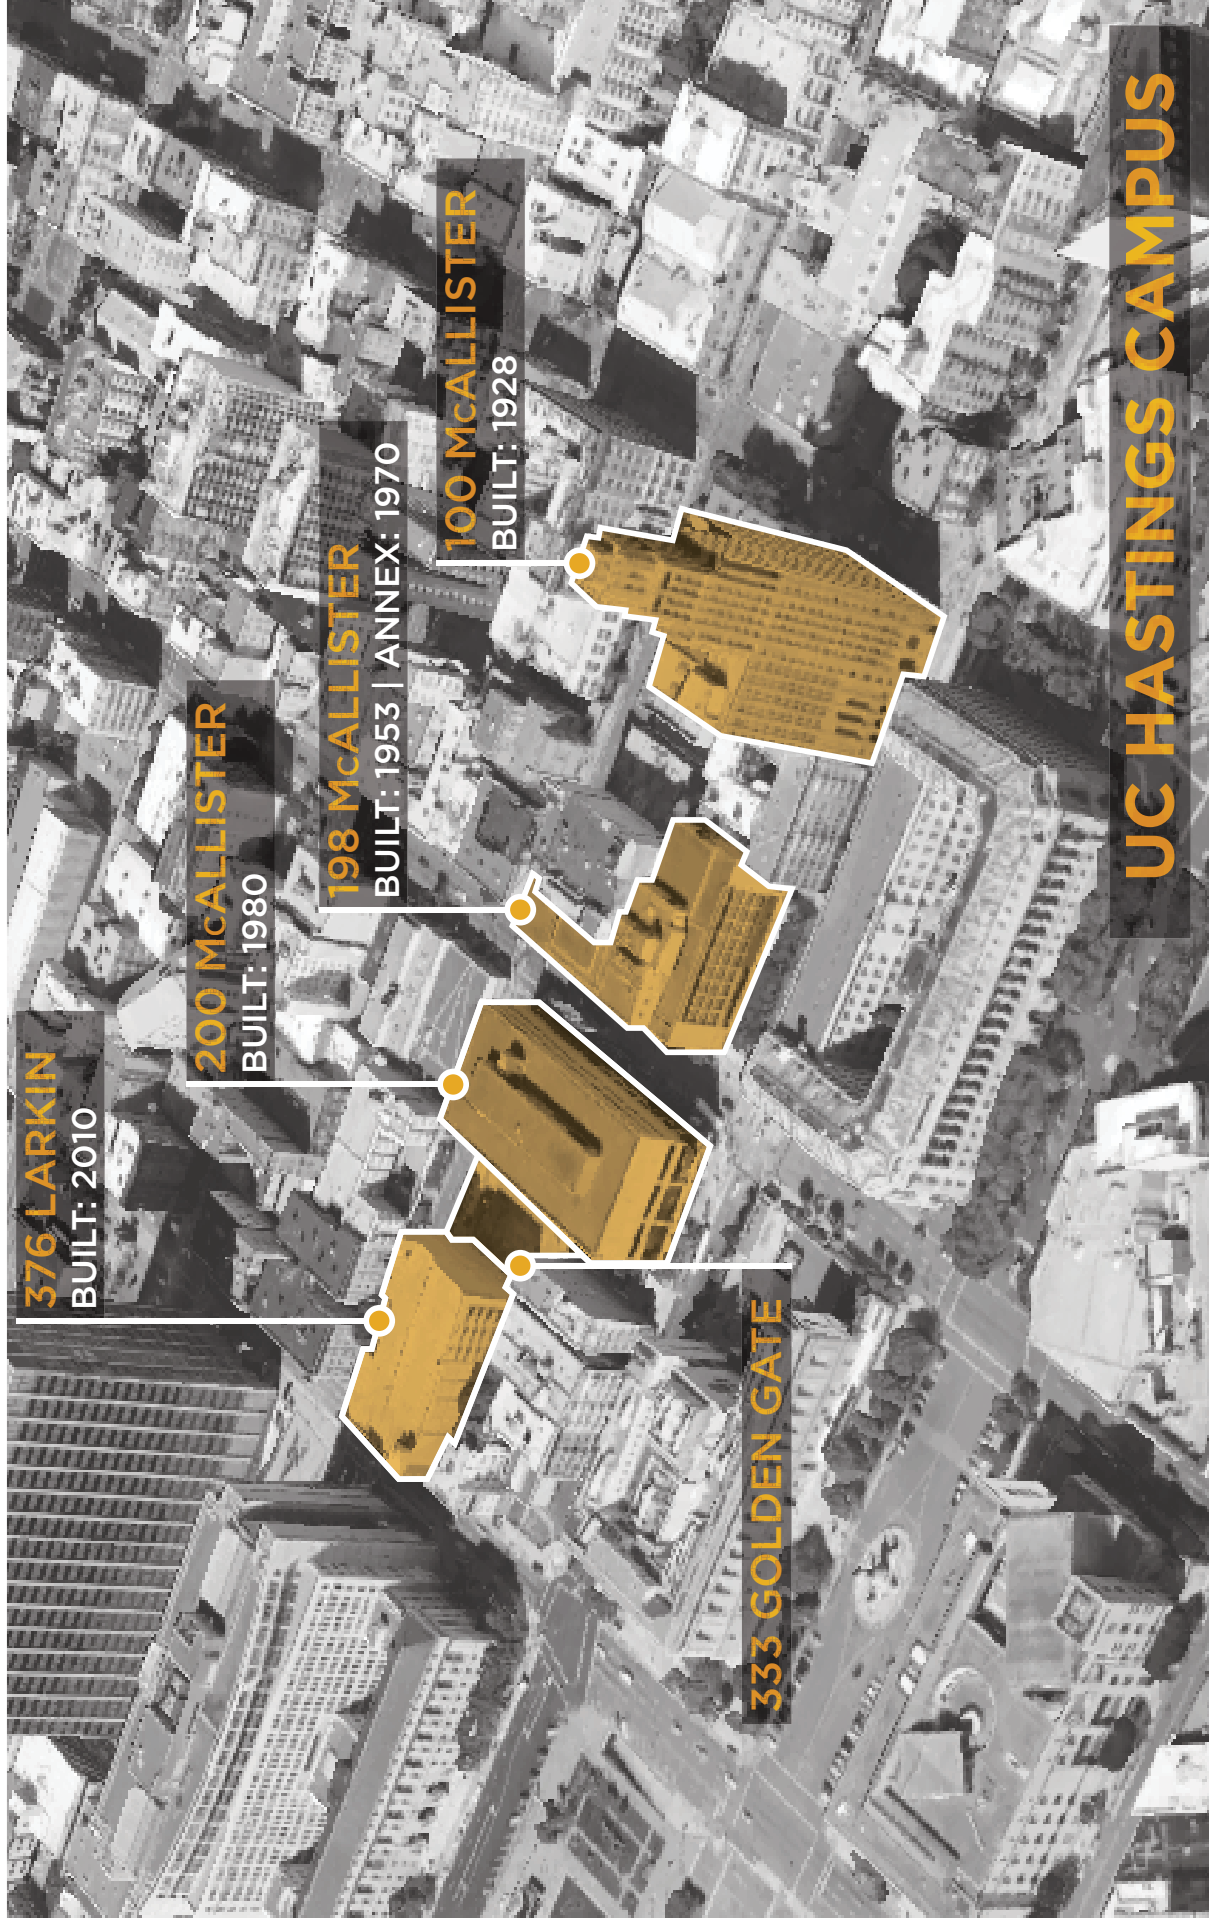 376 LARKIN
BUILT: 2010
200 McALLISTER
BUILT: 1980
198 McALLISTER
BUILT: 1953 | ANNEX: 1970
100 McALLISTER
BUILT: 1928
333 GOLDEN GATE
UC HASTINGS CAMPUS